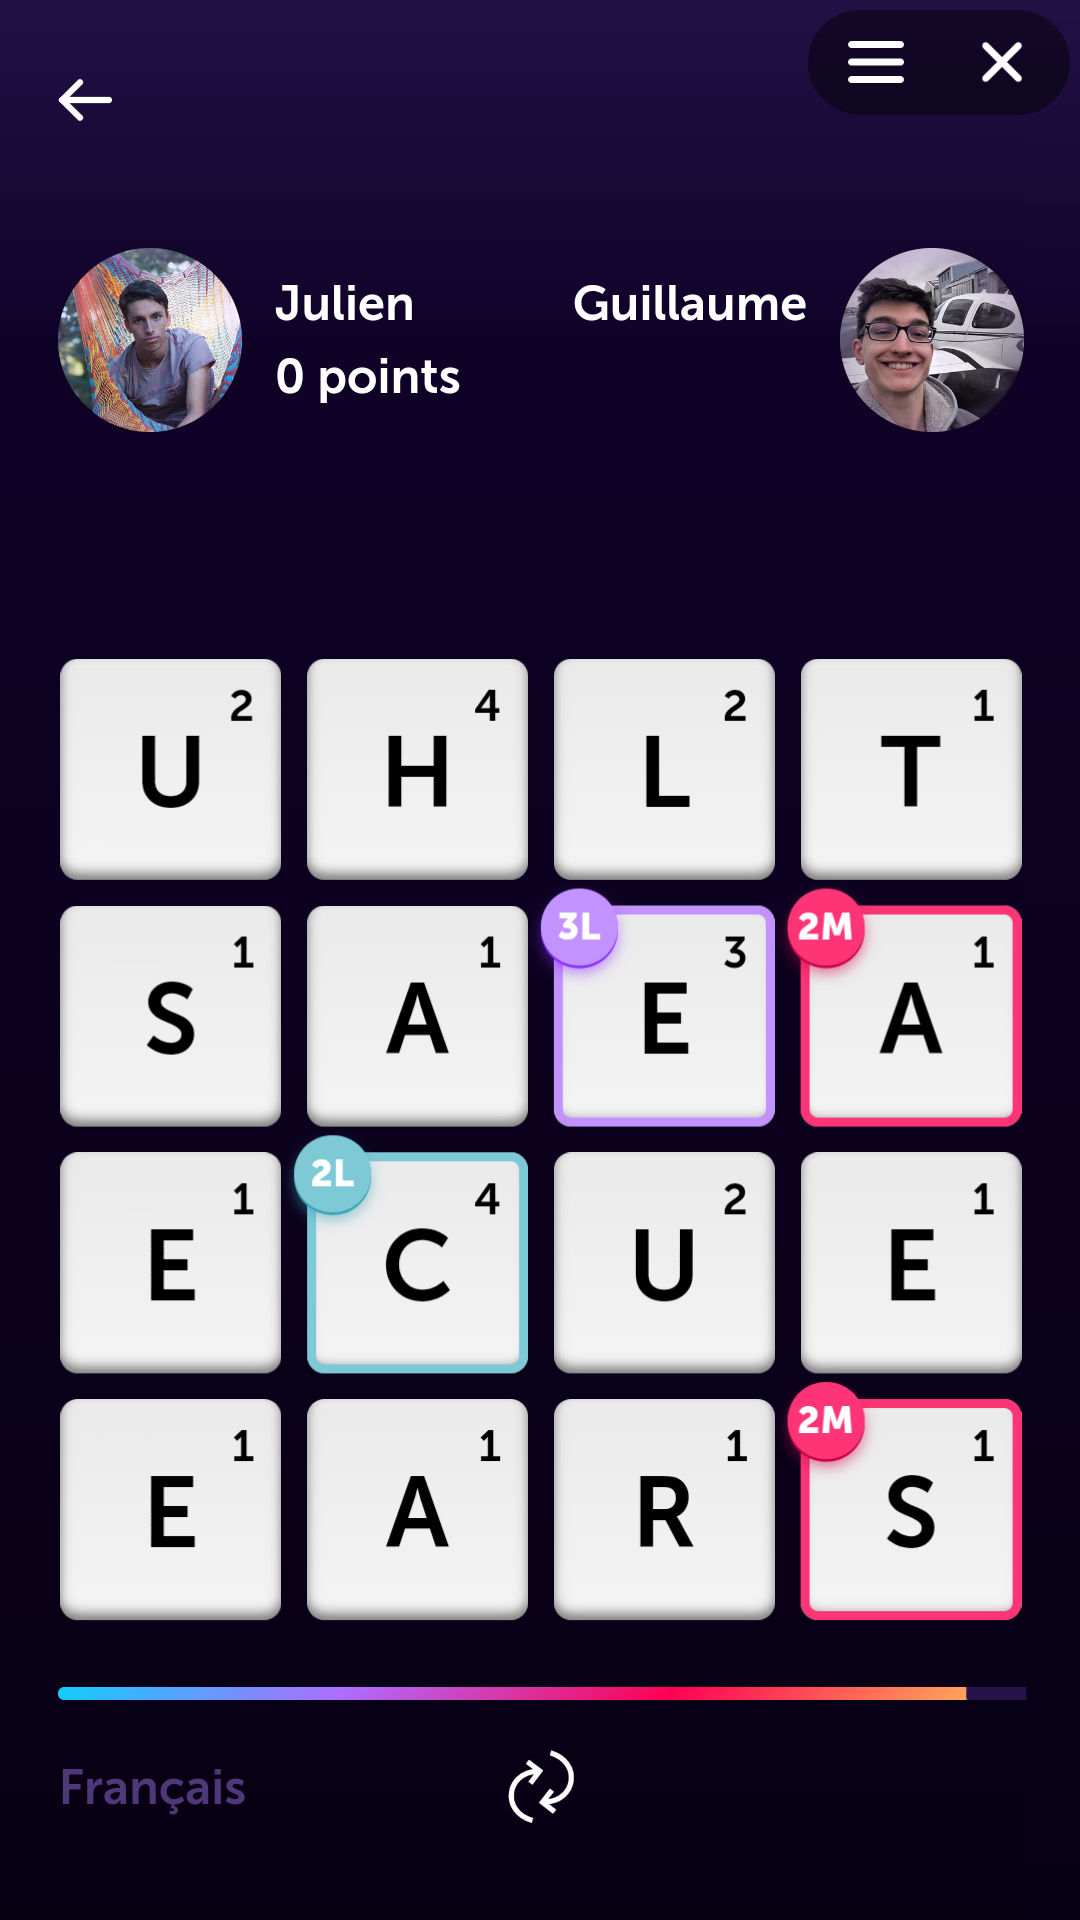 Julien
0 points
Guillaume
U 2 H 4 L 2 T 1
S 1 A 1 3L E 3 2M A 1
E 1 2L C 4 U 2 E 1
E 1 A 1 R 1 2M S 1
Français